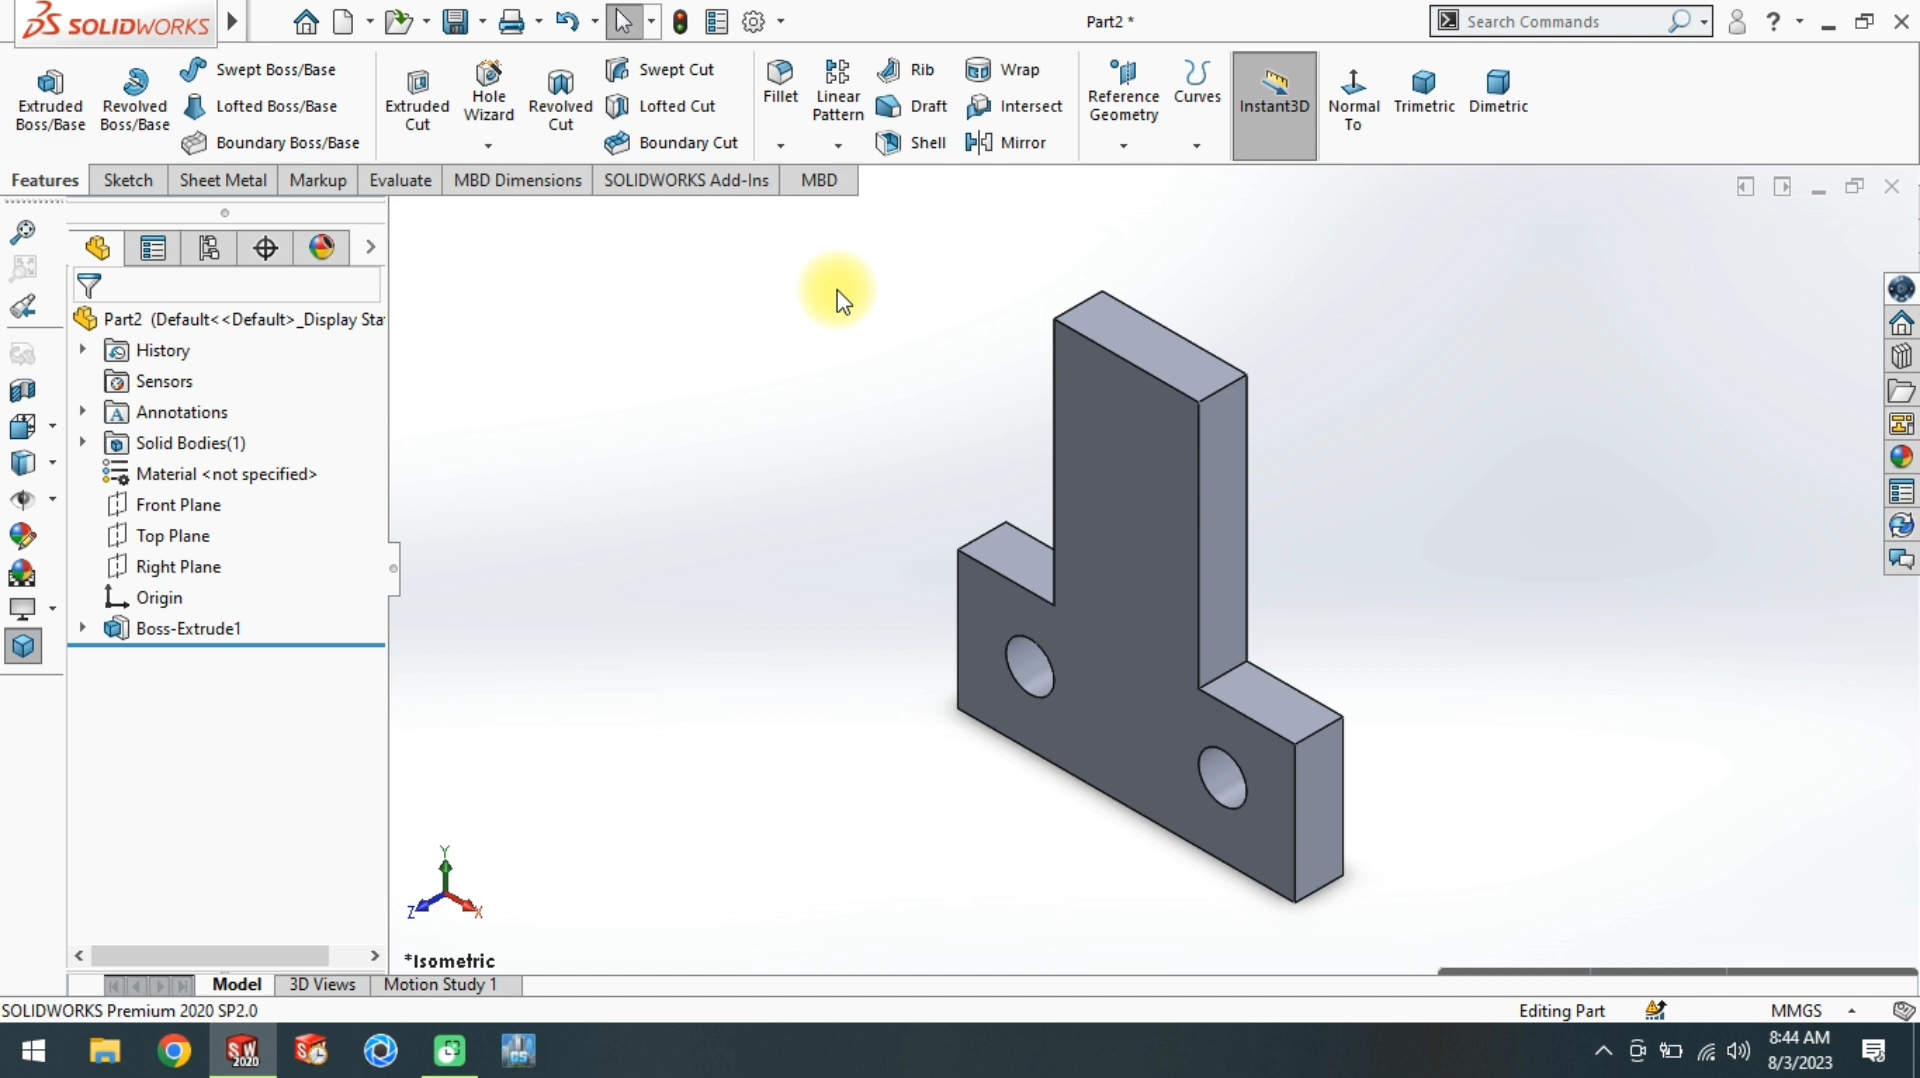 SOLIDWORKS
Part2 *
Search Commands
?
Extruded Boss/Base
Revolved Boss/Base
Swept Boss/Base
Lofted Boss/Base
Boundary Boss/Base
Extruded Cut
Hole Wizard
Revolved Cut
Swept Cut
Lofted Cut
Boundary Cut
Fillet
Linear Pattern
Rib
Draft
Shell
Wrap
Intersect
Mirror
Reference Geometry
Curves
Instant3D
Normal To
Trimetric
Dimetric
Features
Sketch
Sheet Metal
Markup
Evaluate
MBD Dimensions
SOLIDWORKS Add-Ins
MBD
Part2 (Default<<Default>_Display Sta
History
Sensors
Annotations
Solid Bodies(1)
Material <not specified>
Front Plane
Top Plane
Right Plane
Origin
Boss-Extrude1
Y
Z
X
*Isometric
Model
3D Views
Motion Study 1
SOLIDWORKS Premium 2020 SP2.0
Editing Part
MMGS
SW
2020
8:44 AM
8/3/2023